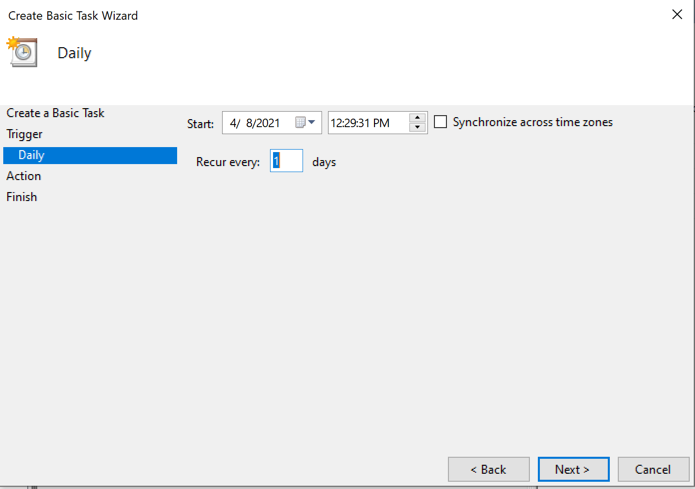 Create Basic Task Wizard
Daily
Create a Basic Task
Trigger
Daily
Action
Finish
Start: 4/ 8/2021 12:29:31 PM Synchronize across time zones
Recur every: 1 days
< Back Next > Cancel